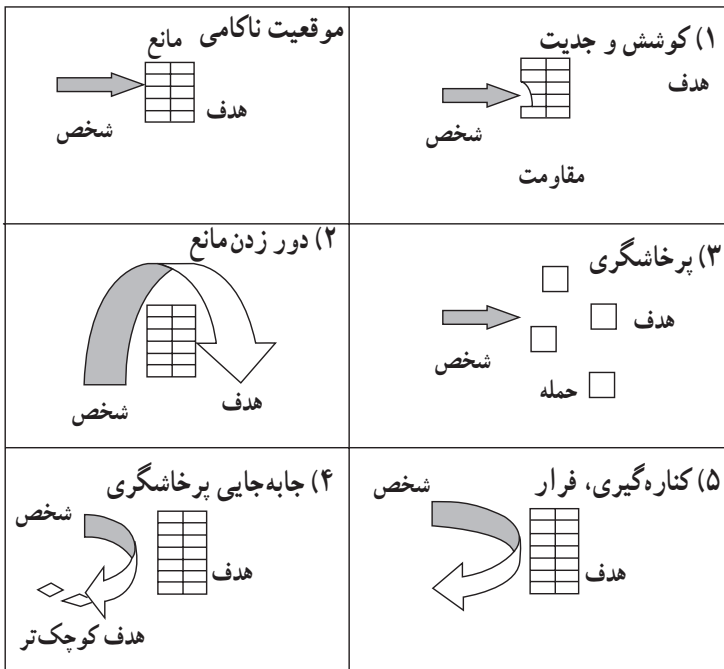 موقعیت ناکامی
مانع
هدف
شخص
۱) کوشش و جدیت
هدف
شخص
مقاومت
۲) دور زدن مانع
شخص
هدف
۳) پرخاشگری
هدف
شخص
حمله
۴) جابه‌جایی پرخاشگری
شخص
هدف
هدف کوچک‌تر
۵) کناره‌گیری، فرار
شخص
هدف